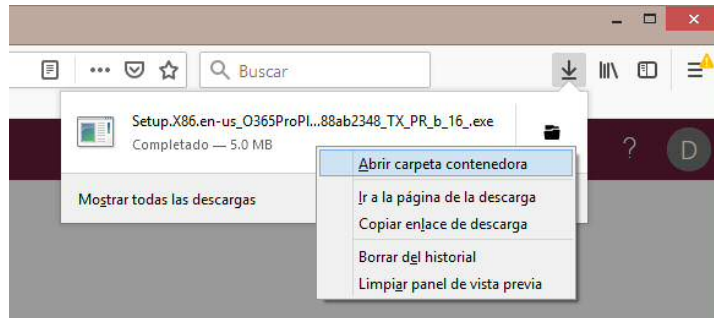 Buscar
Setup.X86.en-us_O365ProPl...88ab2348_TX_PR_b_16_.exe
Completado — 5.0 MB
Abrir carpeta contenedora
? D
Mostrar todas las descargas
Ir a la página de la descarga
Copiar enlace de descarga
Borrar del historial
Limpiar panel de vista previa